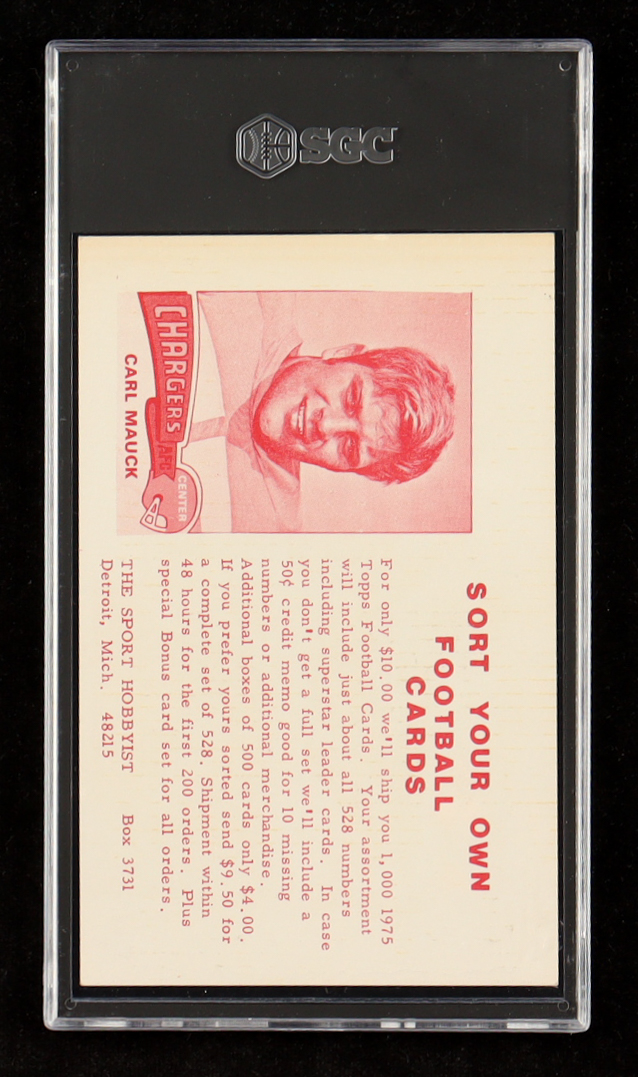 SGC
SORT YOUR OWN
FOOTBALL
CARDS
CHARGERS
AFC
CENTER
CARL MAUCK
For only $10.00 we'll ship you 1,000 1975
Topps Football Cards. Your assortment
will include just about all 528 numbers
including superstar leader cards. In case
you don't get a full set we'll include a
50¢ credit memo good for 10 missing
numbers or additional merchandise.
Additional boxes of 500 cards only $4.00.
If you prefer yours sorted send $9.50 for
a complete set of 528. Shipment within
48 hours for the first 200 orders. Plus
special Bonus card set for all orders.
THE SPORT HOBBYIST Box 3731
Detroit, Mich. 48215